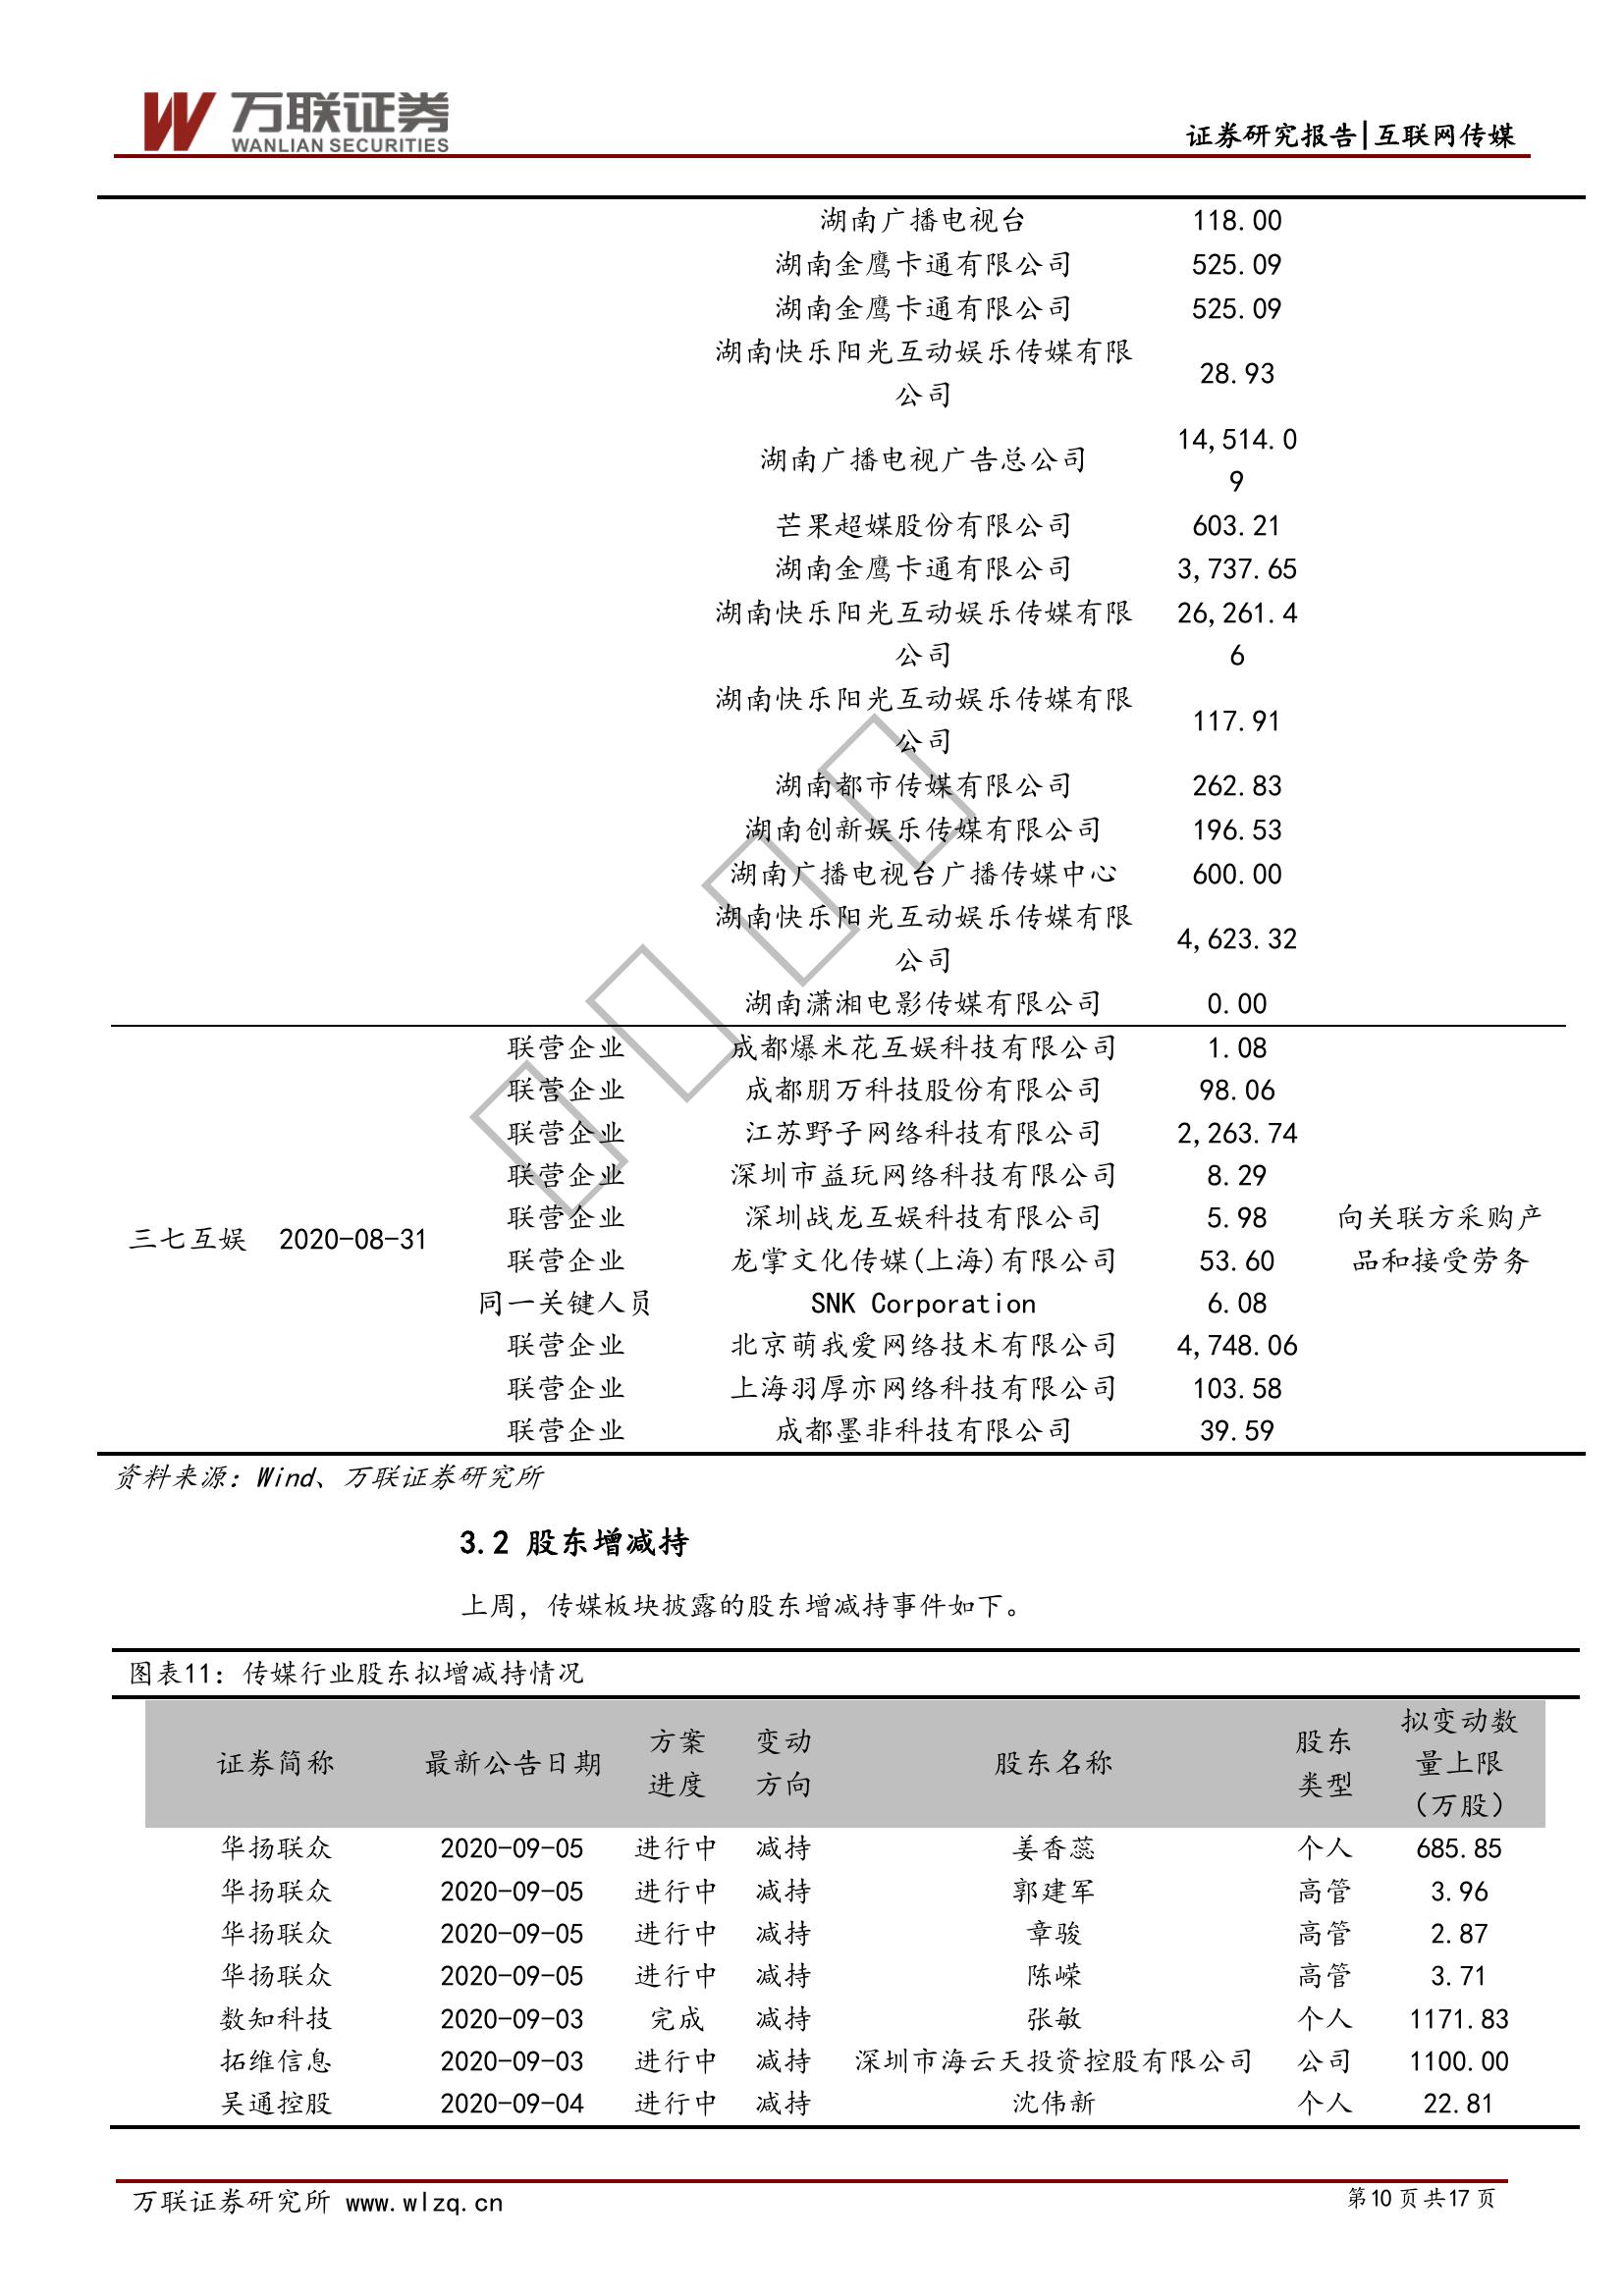 万联证券
WANLIAN SECURITIES
证券研究报告|互联网传媒
湖南广播电视台 118.00
湖南金鹰卡通有限公司 525.09
湖南金鹰卡通有限公司 525.09
湖南快乐阳光互动娱乐传媒有限
公司 28.93
湖南广播电视广告总公司 14,514.0
9
芒果超媒股份有限公司 603.21
湖南金鹰卡通有限公司 3,737.65
湖南快乐阳光互动娱乐传媒有限 26,261.4
公司 6
湖南快乐阳光互动娱乐传媒有限
公司 117.91
湖南都市传媒有限公司 262.83
湖南创新娱乐传媒有限公司 196.53
湖南广播电视台广播传媒中心 600.00
湖南快乐阳光互动娱乐传媒有限
公司 4,623.32
湖南潇湘电影传媒有限公司 0.00
联营企业 成都爆米花互娱科技有限公司 1.08
联营企业 成都朋万科技股份有限公司 98.06
联营企业 江苏野子网络科技有限公司 2,263.74
联营企业 深圳市益玩网络科技有限公司 8.29
联营企业 深圳战龙互娱科技有限公司 5.98 向关联方采购产
三七互娱 2020-08-31
联营企业 龙掌文化传媒(上海)有限公司 53.60 品和接受劳务
同一关键人员 SNK Corporation 6.08
联营企业 北京萌我爱网络技术有限公司 4,748.06
联营企业 上海羽厚亦网络科技有限公司 103.58
联营企业 成都墨非科技有限公司 39.59
资料来源：Wind、万联证券研究所
3.2 股东增减持
上周，传媒板块披露的股东增减持事件如下。
图表11：传媒行业股东拟增减持情况
证券简称 最新公告日期 方案进度 变动方向 股东名称 股东类型 拟变动数量上限（万股）
华扬联众 2020-09-05 进行中 减持 姜香蕊 个人 685.85
华扬联众 2020-09-05 进行中 减持 郭建军 高管 3.96
华扬联众 2020-09-05 进行中 减持 章骏 高管 2.87
华扬联众 2020-09-05 进行中 减持 陈嵘 高管 3.71
数知科技 2020-09-03 完成 减持 张敏 个人 1171.83
拓维信息 2020-09-03 进行中 减持 深圳市海云天投资控股有限公司 公司 1100.00
吴通控股 2020-09-04 进行中 减持 沈伟新 个人 22.81
万联证券研究所 www.wlzq.cn 第10页共17页